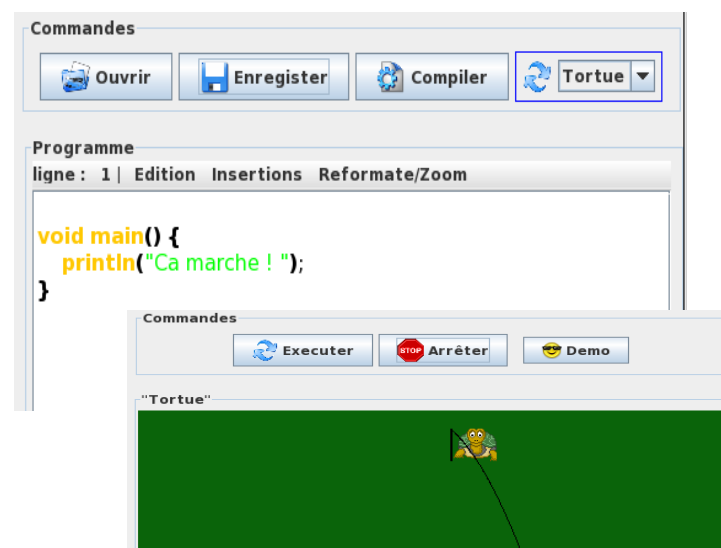 Commandes
Ouvrir Enregister Compiler Tortue
Programme
ligne : 1 | Edition Insertions Reformate/Zoom
void main() {
println("Ca marche ! ");
}
Commandes
Executer STOP Arrêter Demo
"Tortue"